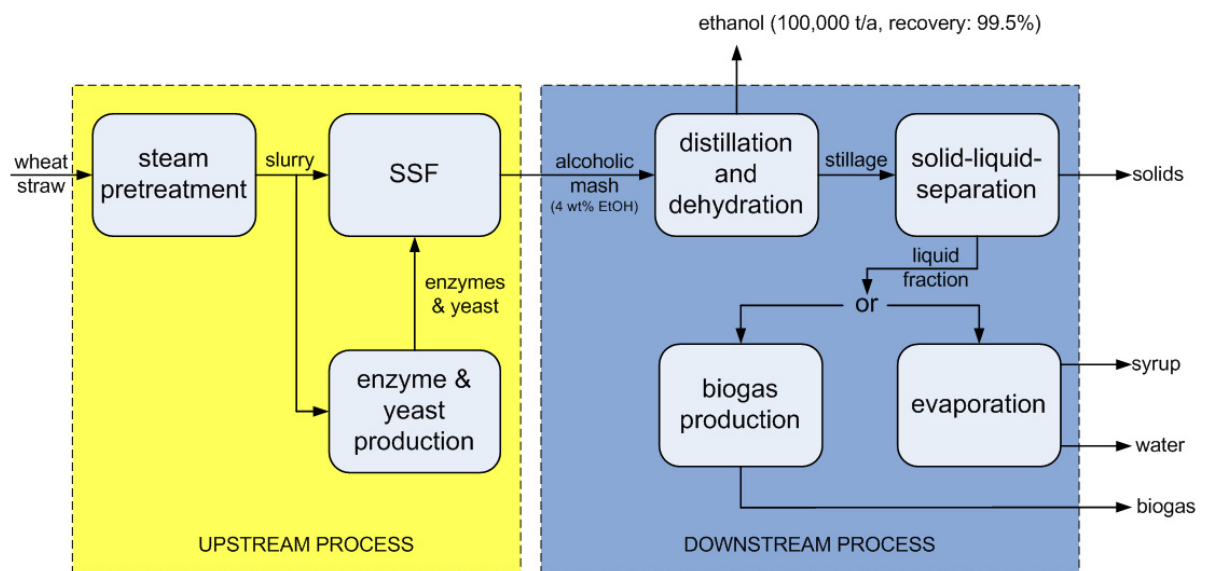 ethanol (100,000 t/a, recovery: 99.5%)
wheat
straw
steam
pretreatment
slurry
SSF
alcoholic
mash
(4 wt% EtOH)
distillation
and
dehydration
stillage
solid-liquid-
separation
solids
enzymes
& yeast
liquid
fraction
or
enzyme &
yeast
production
biogas
production
evaporation
syrup
water
biogas
UPSTREAM PROCESS
DOWNSTREAM PROCESS